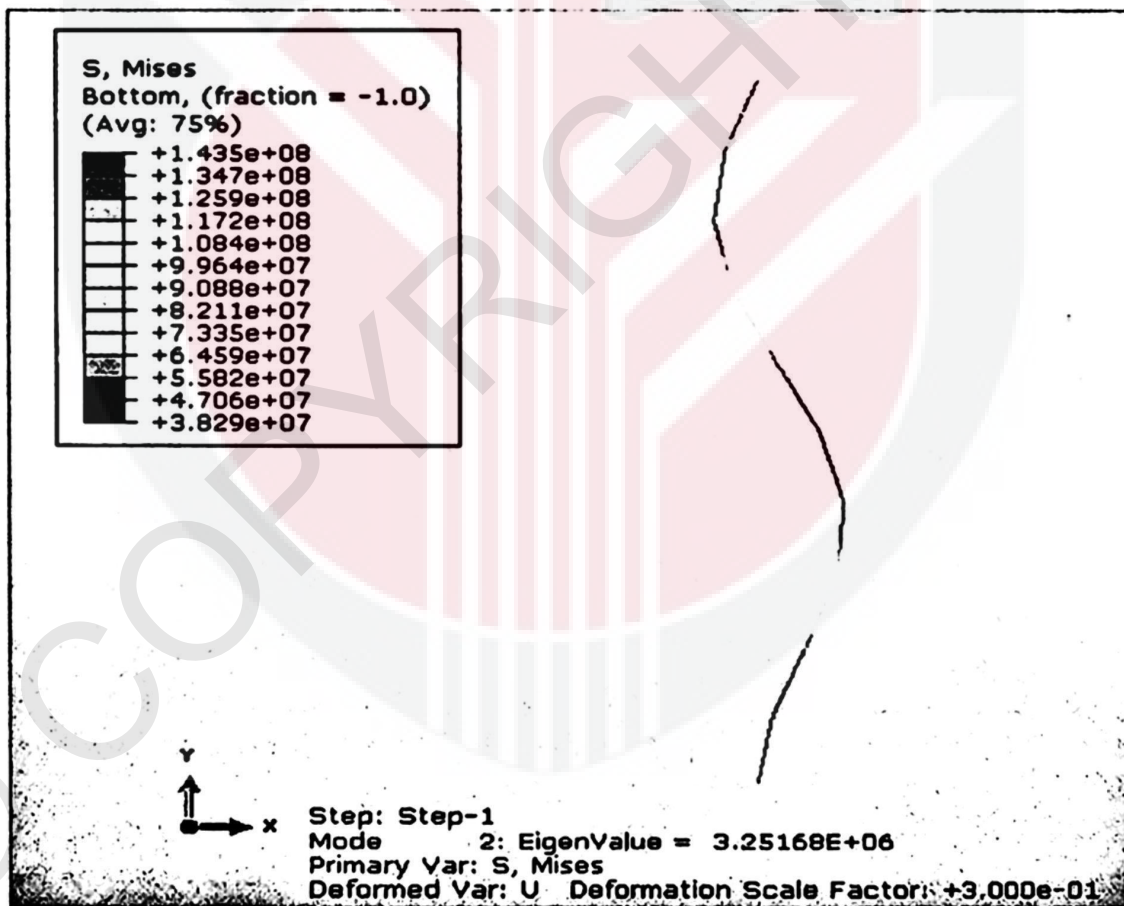 S, Mises
Bottom, (fraction = -1.0)
(Avg: 75%)
+1.435e+08
+1.347e+08
+1.259e+08
+1.172e+08
+1.084e+08
+9.964e+07
+9.088e+07
+8.211e+07
+7.335e+07
+6.459e+07
+5.582e+07
+4.706e+07
+3.829e+07
COPYRIGH
Y
X
Step: Step-1
Mode 2: EigenValue = 3.25168E+06
Primary Var: S, Mises
Deformed Var: U Deformation Scale Factor: +3.000e-01